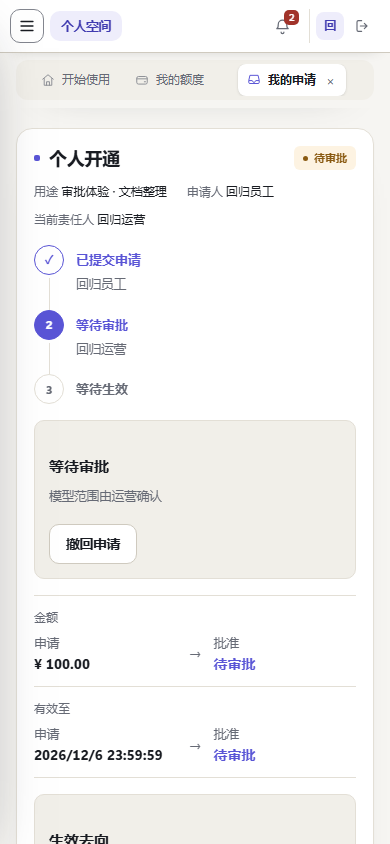 个人空间
2
回
开始使用
我的额度
我的申请 ×
个人开通
待审批
用途 审批体验 · 文档整理 申请人 回归员工
当前责任人 回归运营
✓ 已提交申请
回归员工
2 等待审批
回归运营
3 等待生效
等待审批
模型范围由运营确认
撤回申请
金额
申请 批准
¥ 100.00 → 待审批
有效至
申请 批准
2026/12/6 23:59:59 → 待审批
生效去向